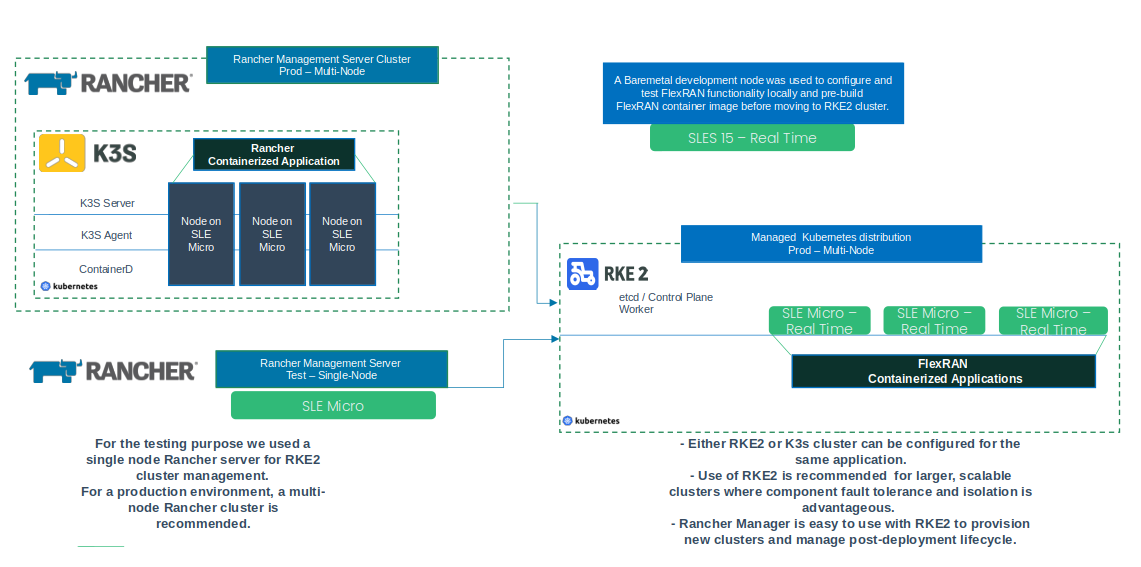 Rancher Management Server Cluster
Prod – Multi-Node
RANCHER®
K3S
Rancher
Containerized Application
K3S Server
K3S Agent
ContainerD
Node on
SLE
Micro
Node on
SLE
Micro
Node on
SLE
Micro
kubernetes
A Baremetal development node was used to configure and
test FlexRAN functionality locally and pre-build
FlexRAN container image before moving to RKE2 cluster.
SLES 15 – Real Time
Managed Kubernetes distribution
Prod – Multi-Node
RKE 2
etcd / Control Plane
Worker
SLE Micro –
Real Time
SLE Micro –
Real Time
SLE Micro –
Real Time
FlexRAN
Containerized Applications
kubernetes
RANCHER®
Rancher Management Server
Test – Single-Node
SLE Micro
For the testing purpose we used a
single node Rancher server for RKE2
cluster management.
For a production environment, a multi-
node Rancher cluster is
recommended.
- Either RKE2 or K3s cluster can be configured for the
same application.
- Use of RKE2 is recommended for larger, scalable
clusters where component fault tolerance and isolation is
advantageous.
- Rancher Manager is easy to use with RKE2 to provision
new clusters and manage post-deployment lifecycle.